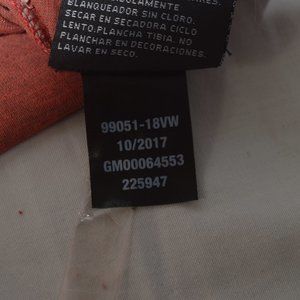 BLANQUEADOR SIN CLORO.
SECAR EN SECADORA CICLO
LENTO.PLANCHA TIBIA. NO
PLANCHAR EN DECORACIONES.
LAVAR EN SECO.
99051-18VW
10/2017
GM00064553
225947